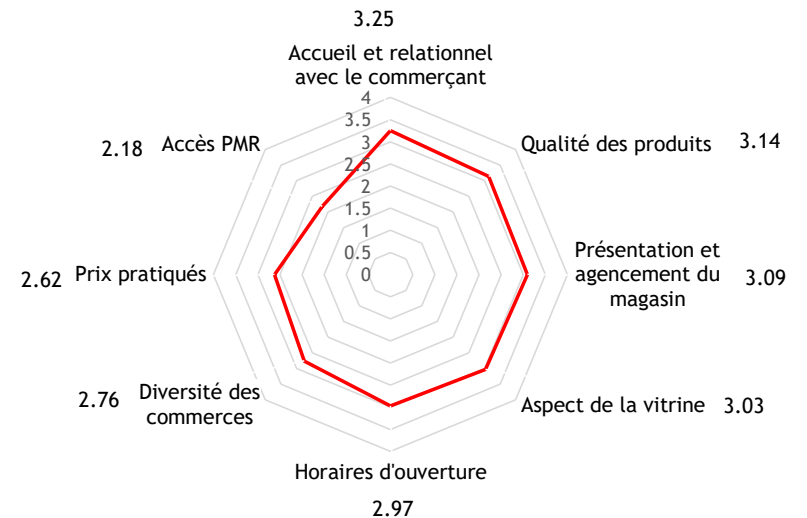 3.25
Accueil et relationnel
avec le commerçant
4
3.5
3
2.5
2
1.5
1
0.5
0
Qualité des produits 3.14
Présentation et
agencement du
magasin
3.09
Aspect de la vitrine 3.03
Horaires d'ouverture
2.97
2.76
Diversité des
commerces
2.62 Prix pratiqués
2.18 Accès PMR